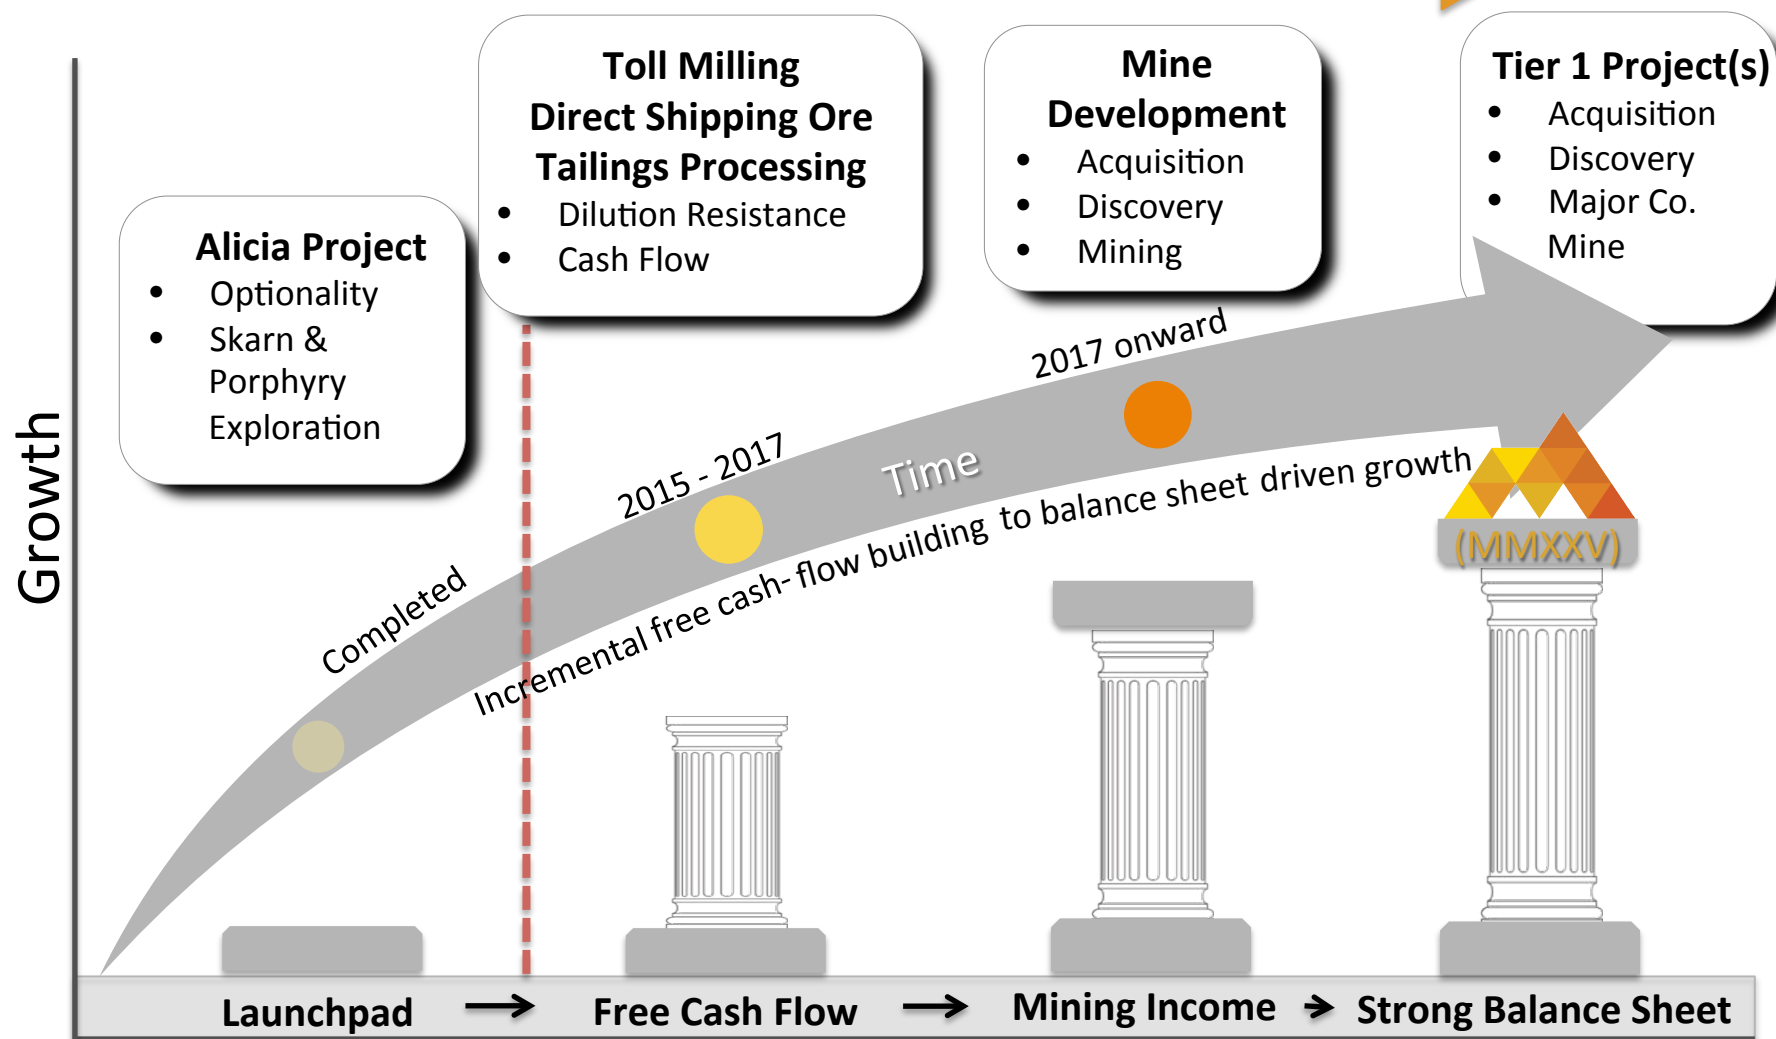 Growth
Alicia Project
• Optionality
• Skarn &
Porphyry
Exploration
Toll Milling
Direct Shipping Ore
Tailings Processing
• Dilution Resistance
• Cash Flow
Mine
Development
• Acquisition
• Discovery
• Mining
Tier 1 Project(s)
• Acquisition
• Discovery
• Major Co.
Mine
Completed
2015 - 2017
2017 onward
Time
Incremental free cash-flow building to balance sheet driven growth
(MMXXV)
Launchpad → Free Cash Flow → Mining Income → Strong Balance Sheet